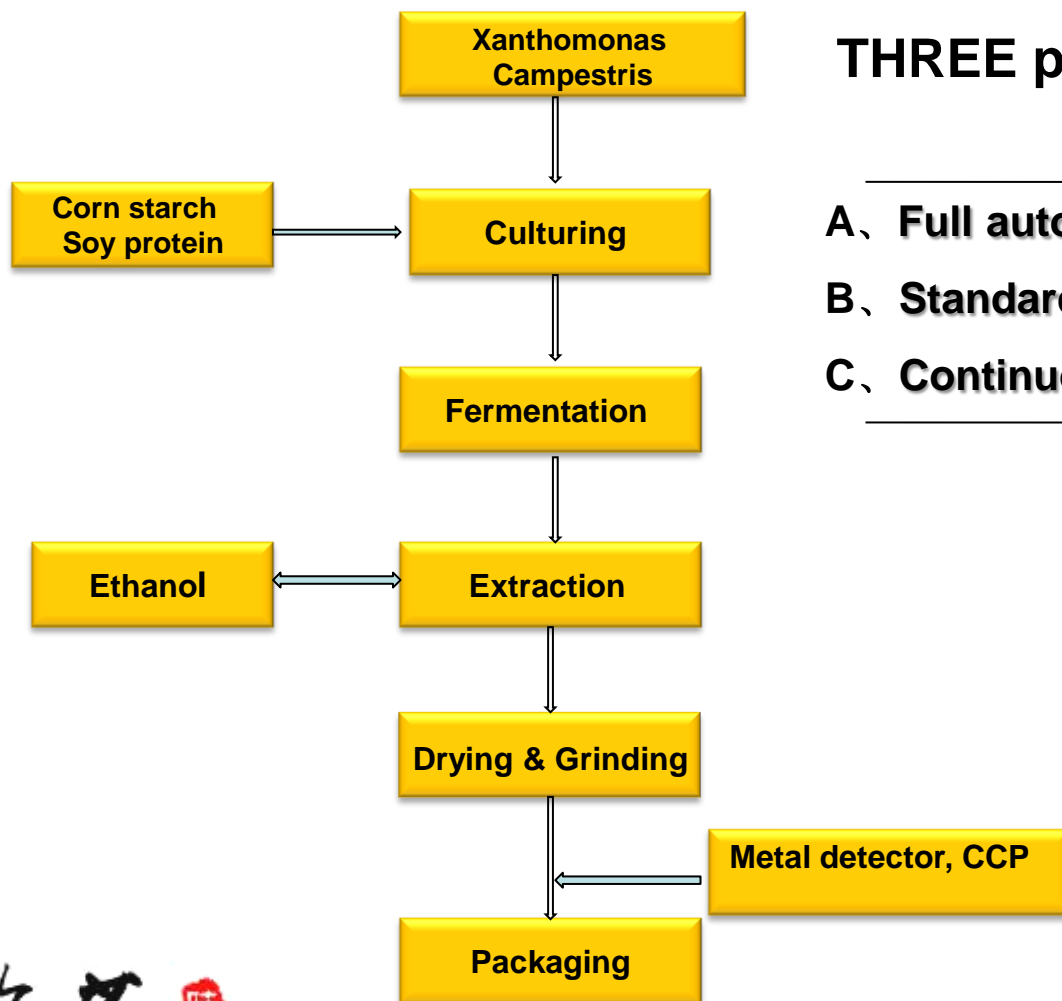 Xanthomonas
Campestris
THREE p
Corn starch
Soy protein
Culturing
A、Full auto
B、Standar
C、Continu
Fermentation
Ethanol
Extraction
Drying & Grinding
Metal detector, CCP
Packaging